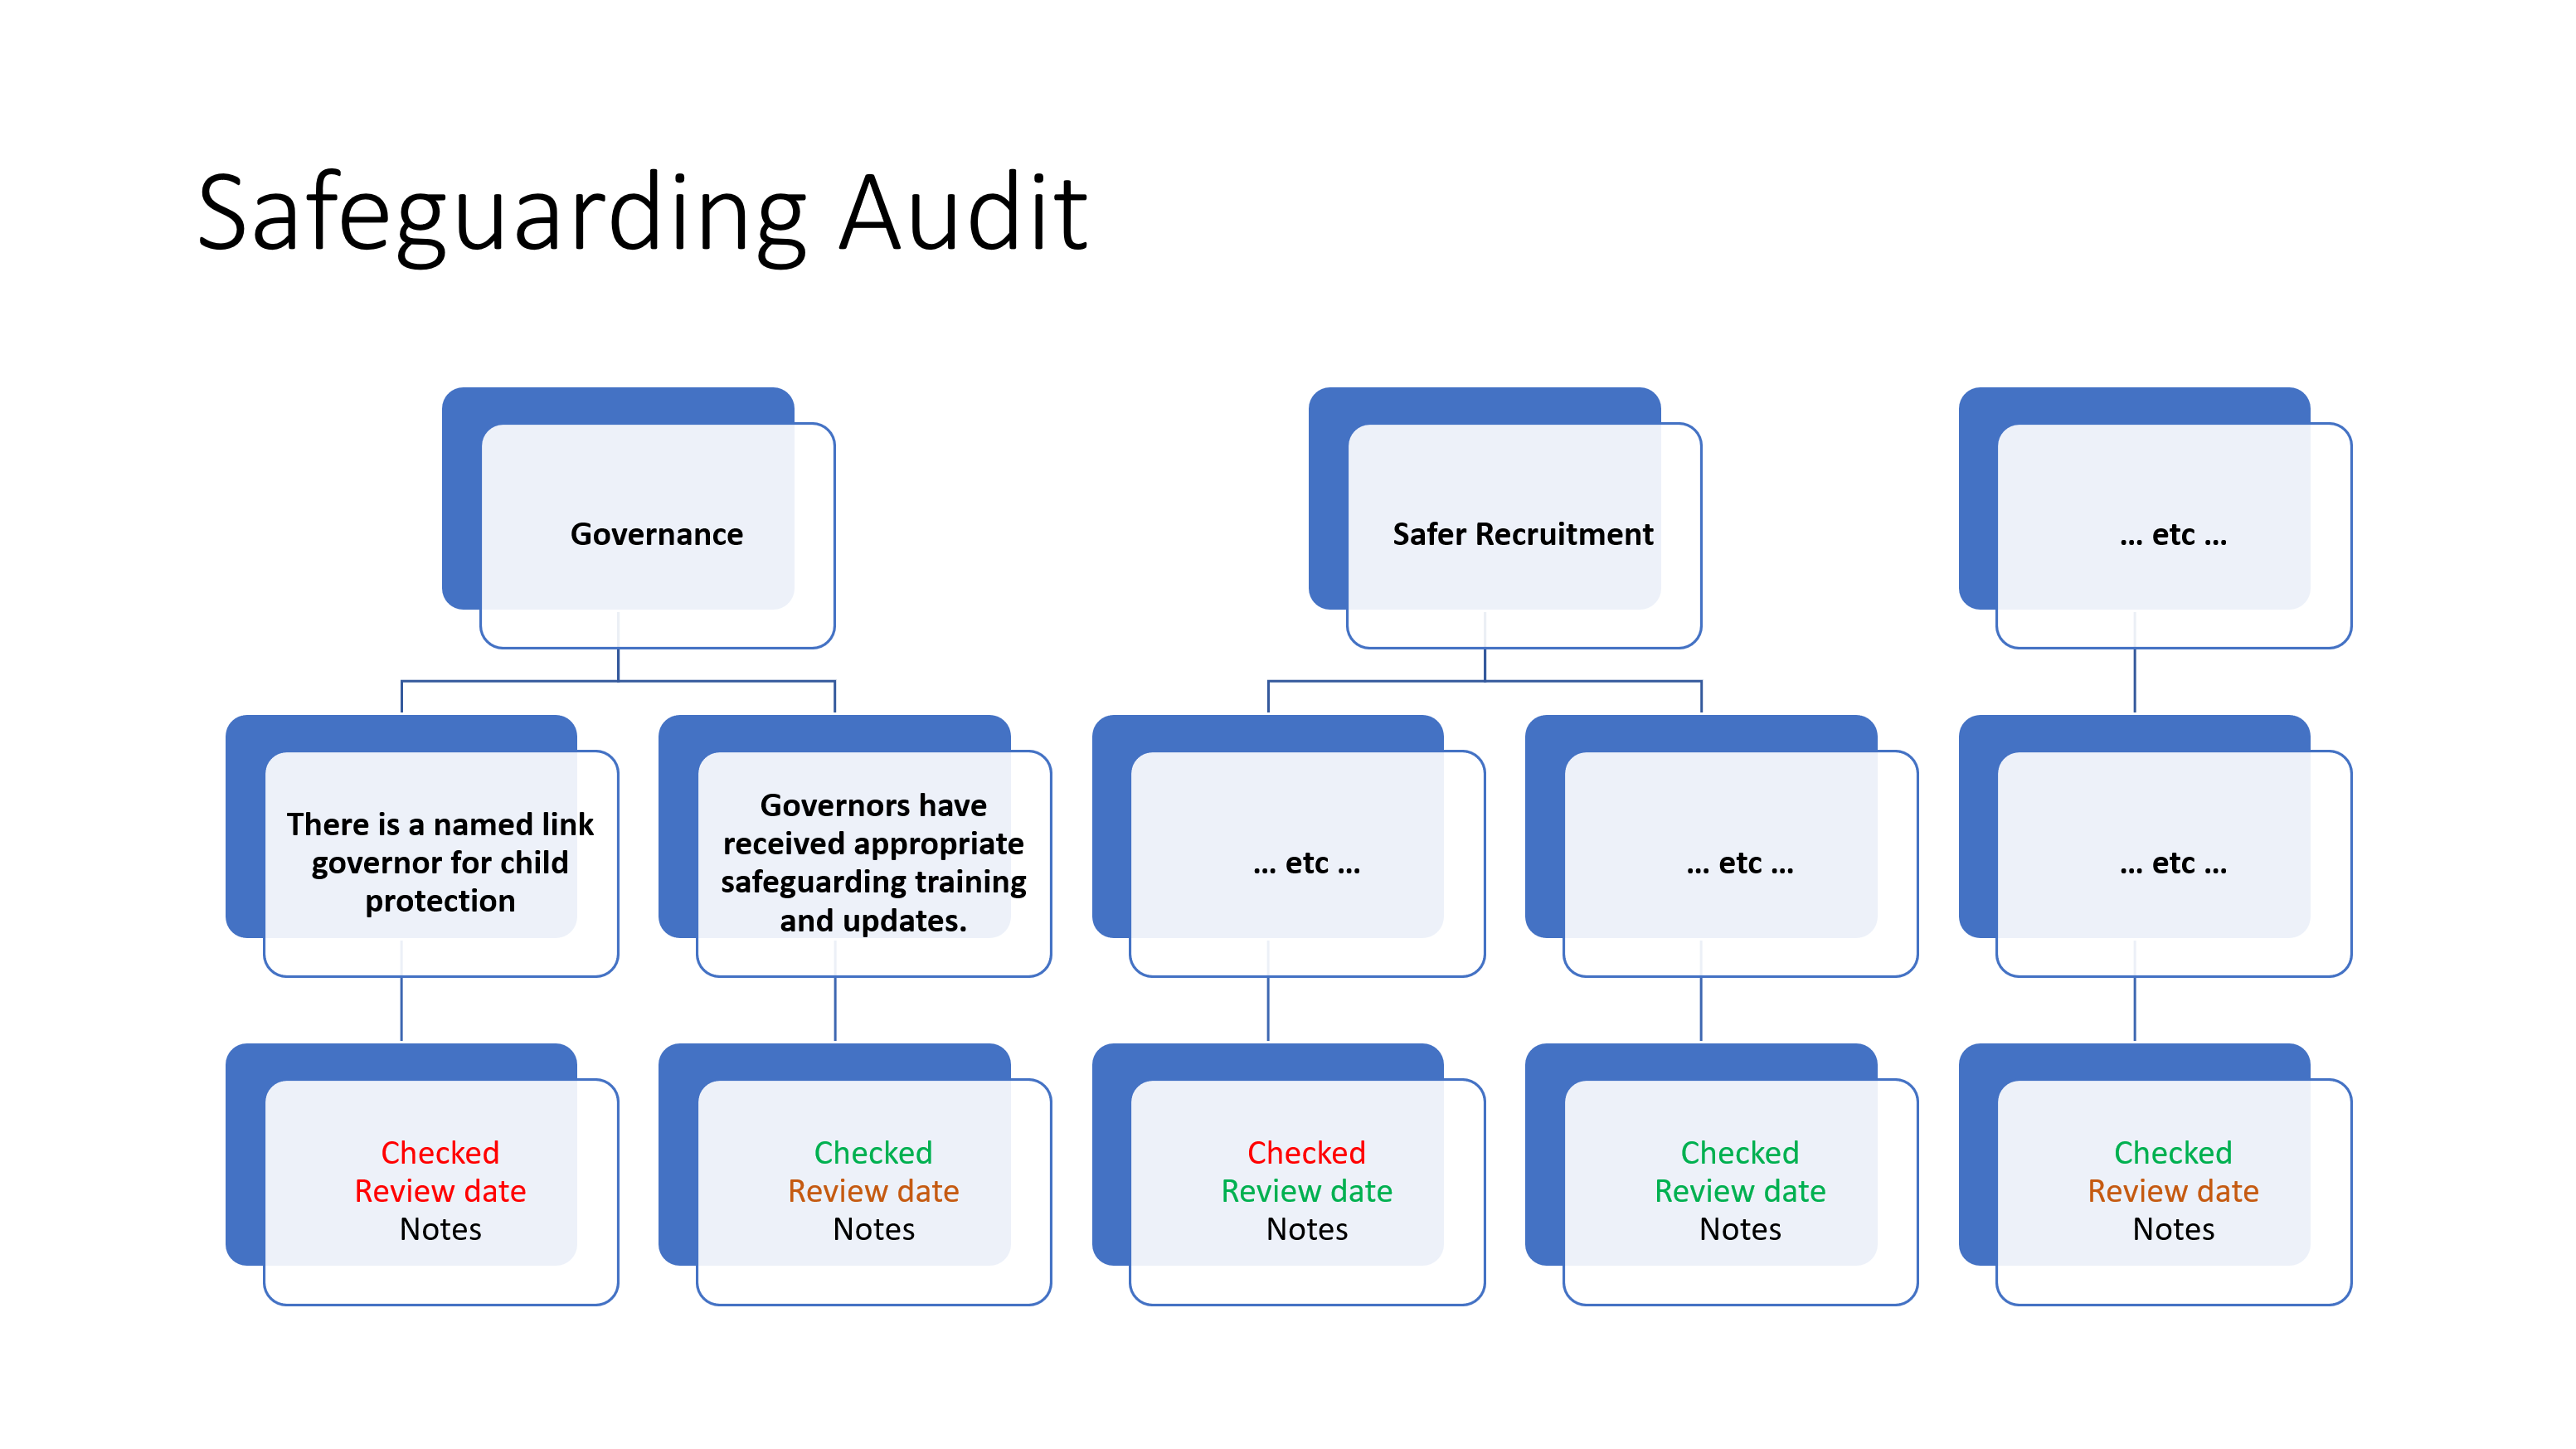 Safeguarding Audit
Governance
Safer Recruitment
... etc ...
There is a named link
governor for child
protection
Governors have
received appropriate
safeguarding training
and updates.
... etc ...
... etc ...
... etc ...
Checked
Review date
Notes
Checked
Review date
Notes
Checked
Review date
Notes
Checked
Review date
Notes
Checked
Review date
Notes